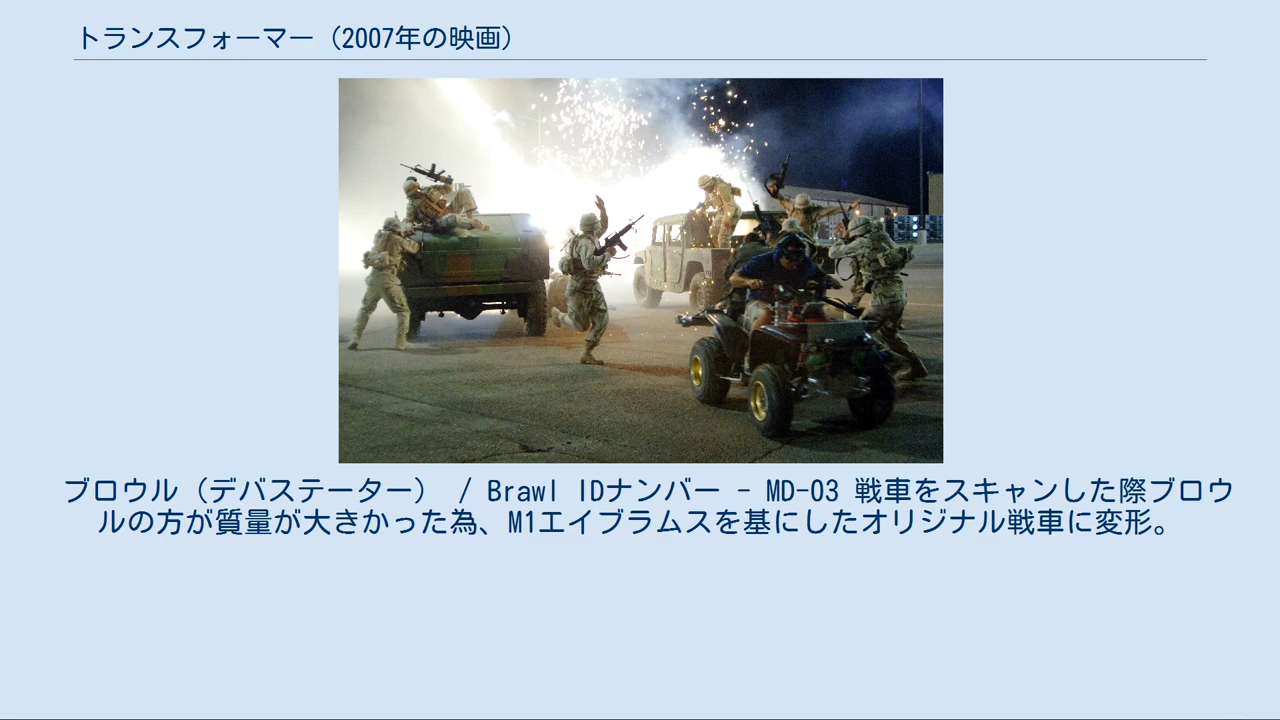 トランスフォーマー（2007年の映画）
ブロウル（デバステーター） / Brawl IDナンバー - MD-03 戦車をスキャンした際ブロウ
ルの方が質量が大きかった為、M1エイブラムスを基にしたオリジナル戦車に変形。